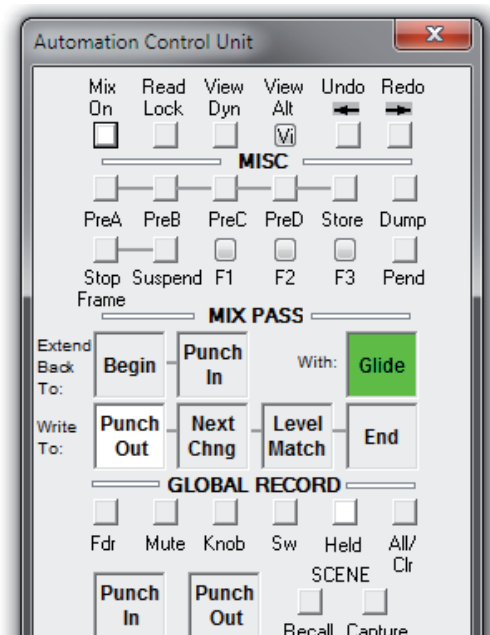 Automation Control Unit
x
Mix On
Read Lock
View Dyn
View Alt
Undo
Redo
Vi
MISC
PreA PreB PreC PreD Store Dump
Stop Frame
Suspend
F1 F2 F3 Pend
MIX PASS
Extend Back To:
Begin
Punch In
With:
Glide
Write To:
Punch Out
Next Chng
Level Match
End
GLOBAL RECORD
Fdr Mute Knob Sw Held All/Clr
SCENE
Punch In
Punch Out
Recall Capture